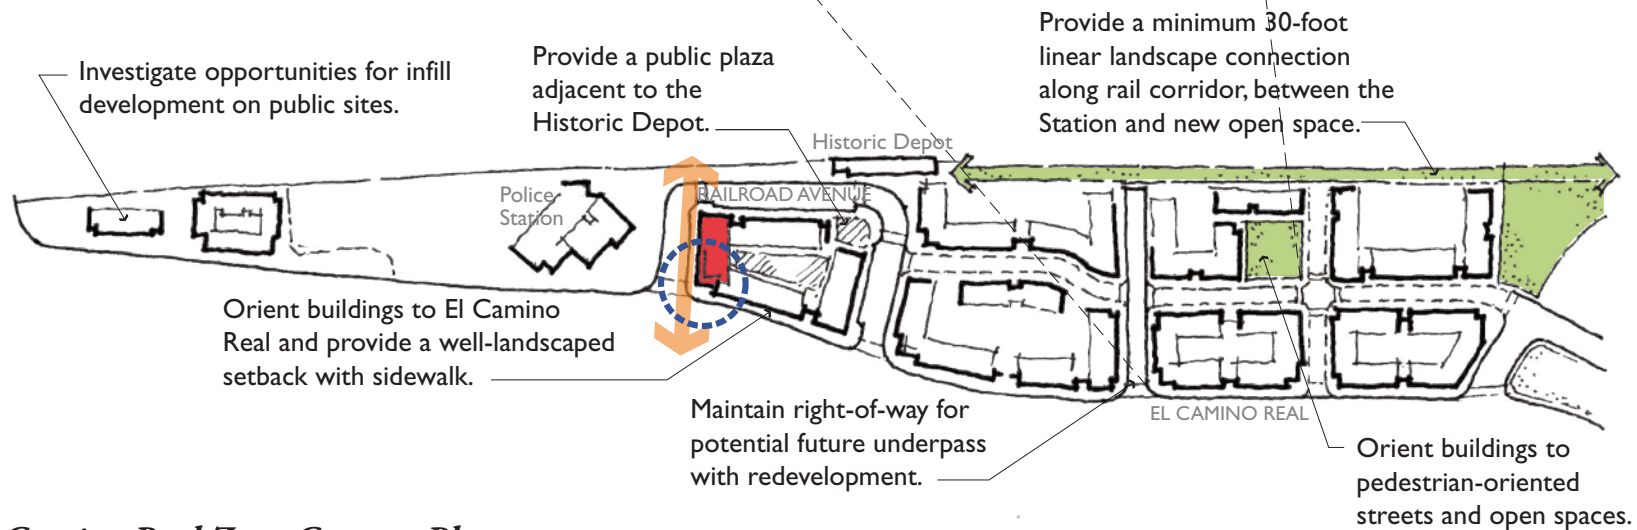 Provide a minimum 30-foot
linear landscape connection
along rail corridor, between the
Station and new open space.
Provide a public plaza
adjacent to the
Historic Depot.
Investigate opportunities for infill
development on public sites.
Historic Depot
Police
Station
RAILROAD AVENUE
Orient buildings to El Camino
Real and provide a well-landscaped
setback with sidewalk.
Maintain right-of-way for
potential future underpass
with redevelopment.
EL CAMINO REAL
Orient buildings to
pedestrian-oriented
streets and open spaces.